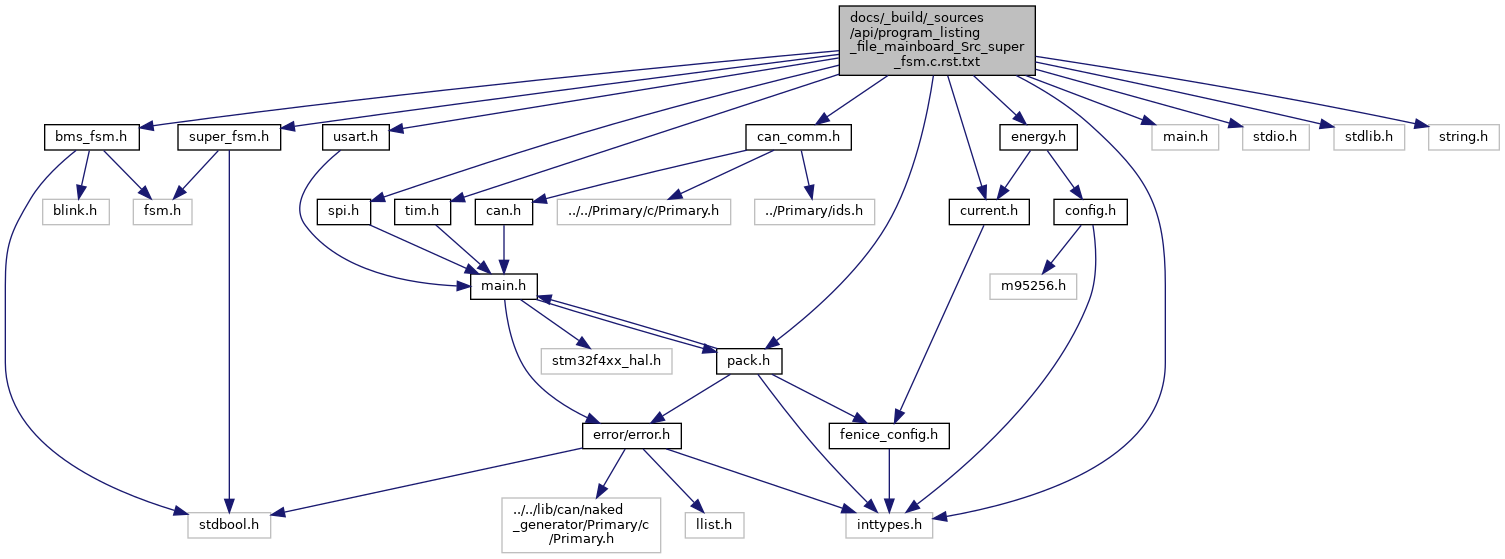 docs/_build/_sources
/api/program_listing
_file_mainboard_Src_super
_fsm.c.rst.txt
bms_fsm.h
super_fsm.h
usart.h
can_comm.h
energy.h
main.h
stdio.h
stdlib.h
string.h
blink.h
fsm.h
spi.h
tim.h
can.h
../../Primary/c/Primary.h
../Primary/ids.h
current.h
config.h
main.h
m95256.h
stm32f4xx_hal.h
pack.h
error/error.h
fenice_config.h
stdbool.h
../../lib/can/naked
_generator/Primary/c
/Primary.h
llist.h
inttypes.h